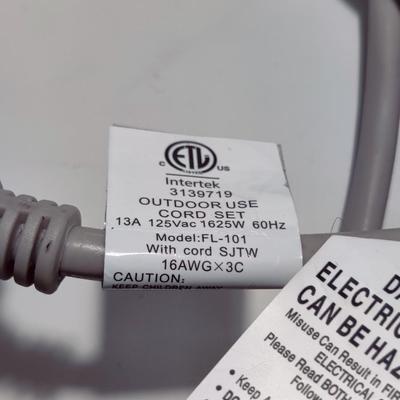 ETL
C LISTED US
Intertek
3139719
OUTDOOR USE
CORD SET
13A 125Vac 1625W 60Hz
Model:FL-101
With cord SJTW
16AWG×3C
CAUTION:
KEEP CHILDREN AWAY
ELECTRIC
CAN BE HAZ
Misuse Can Result in FIR
ELECTRICAL
Please Read BOTH
Follow
• Keep